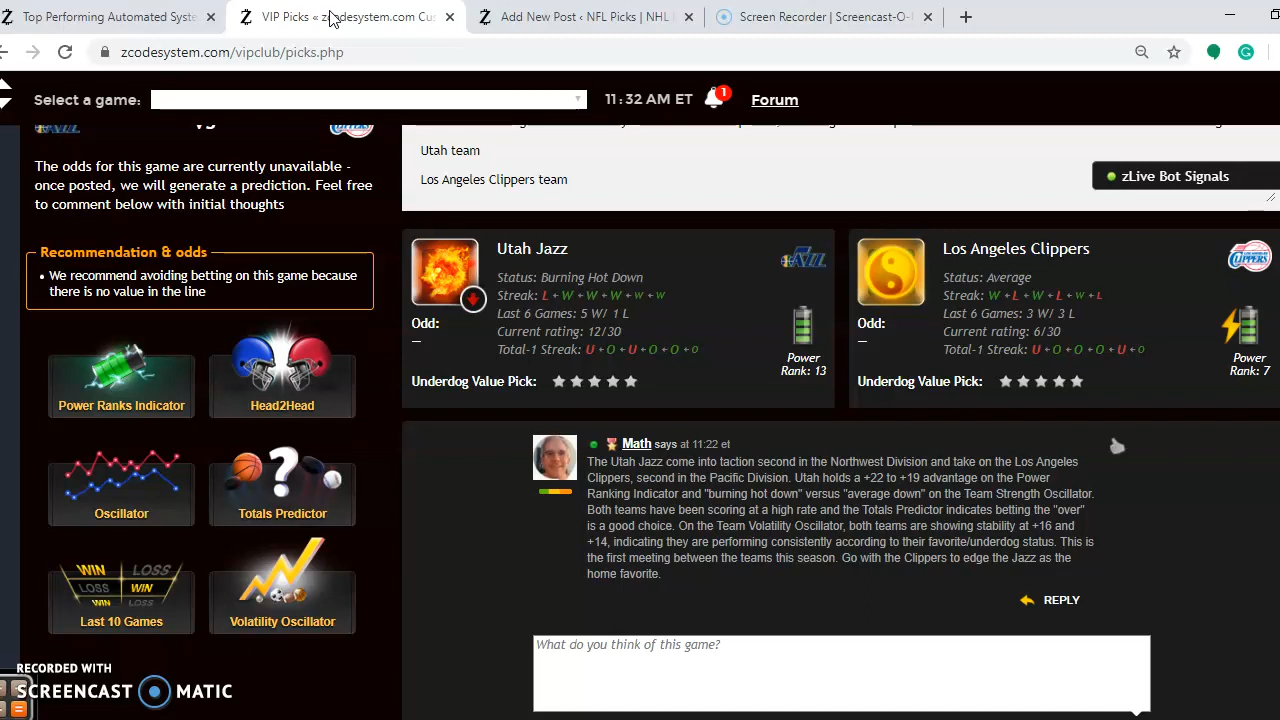 Top Performing Automated Syste
VIP Picks « zcodesystem.com Cus
Add New Post ‹ NFL Picks | NHL
Screen Recorder | Screencast-O-
zcodesystem.com/vipclub/picks.php
Select a game:
11:32 AM ET
1
Forum
JAZZ
vs
CLIPPERS
The odds for this game are currently unavailable -
once posted, we will generate a prediction. Feel free
to comment below with initial thoughts
Recommendation & odds
• We recommend avoiding betting on this game because
there is no value in the line
Power Ranks Indicator
Head2Head
Oscillator
Totals Predictor
WIN LOSS
LOSS WIN
WIN LOSS
Last 10 Games
Volatility Oscillator
Utah team
Los Angeles Clippers team
zLive Bot Signals
Utah Jazz
JAZZ
Status: Burning Hot Down
Streak: L ← W ← W ← W ← W ← W
Last 6 Games: 5 W/ 1 L
Odd:
—
Current rating: 12/30
Total-1 Streak: U ← O ← U ← O ← O ← O
Power
Rank: 13
Underdog Value Pick:
Los Angeles Clippers
CLIPPERS
Status: Average
Streak: W ← L ← W ← L ← W ← L
Last 6 Games: 3 W/ 3 L
Odd:
—
Current rating: 6/30
Total-1 Streak: U ← O ← O ← O ← U ← O
Power
Rank: 7
Underdog Value Pick:
Math says at 11:22 et
The Utah Jazz come into taction second in the Northwest Division and take on the Los Angeles
Clippers, second in the Pacific Division. Utah holds a +22 to +19 advantage on the Power
Ranking Indicator and "burning hot down" versus "average down" on the Team Strength Oscillator.
Both teams have been scoring at a high rate and the Totals Predictor indicates betting the "over"
is a good choice. On the Team Volatility Oscillator, both teams are showing stability at +16 and
+14, indicating they are performing consistently according to their favorite/underdog status. This is
the first meeting between the teams this season. Go with the Clippers to edge the Jazz as the
home favorite.
REPLY
What do you think of this game?
RECORDED WITH
SCREENCAST MATIC